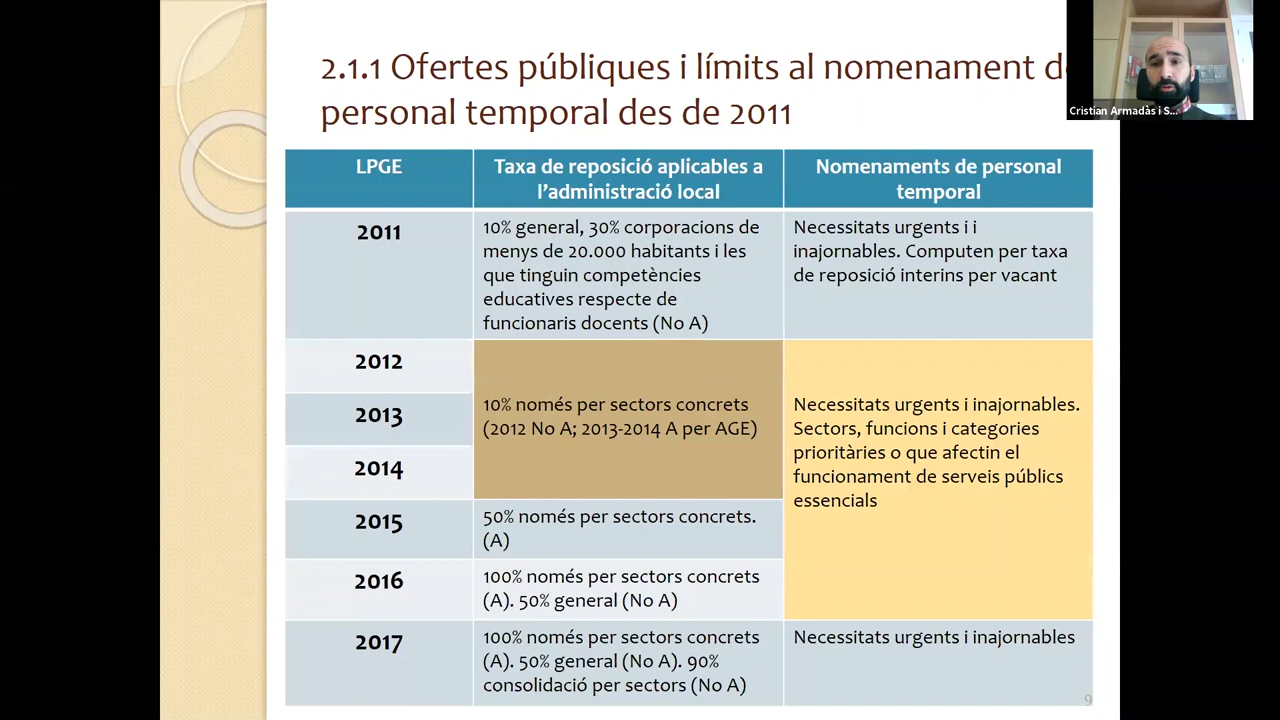 2.1.1 Ofertes públiques i límits al nomenament de
personal temporal des de 2011
Cristian Armadàs i S...
LPGE
Taxa de reposició aplicables a
l’administració local
Nomenaments de personal
temporal
2011
10% general, 30% corporacions de
menys de 20.000 habitants i les
que tinguin competències
educatives respecte de
funcionaris docents (No A)
Necessitats urgents i i
inajornables. Computen per taxa
de reposició interins per vacant
2012
2013
2014
10% només per sectors concrets
(2012 No A; 2013-2014 A per AGE)
Necessitats urgents i inajornables.
Sectors, funcions i categories
prioritàries o que afectin el
funcionament de serveis públics
essencials
2015
50% només per sectors concrets.
(A)
2016
100% només per sectors concrets
(A). 50% general (No A)
2017
100% només per sectors concrets
(A). 50% general (No A). 90%
consolidació per sectors (No A)
Necessitats urgents i inajornables
9